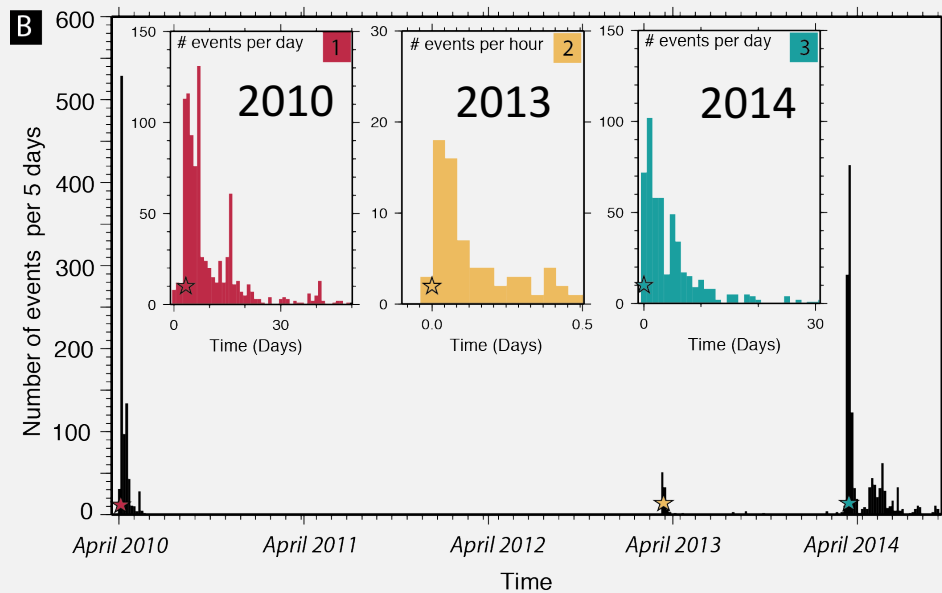 B
600
500
400
300
200
100
0
Number of events per 5 days
# events per day 1
2010
150
100
50
0
0 30
Time (Days)
# events per hour 2
2013
30
20
10
0
0.0 0.5
Time (Days)
# events per day 3
2014
150
100
50
0
0 30
Time (Days)
April 2010 April 2011 April 2012 April 2013 April 2014
Time